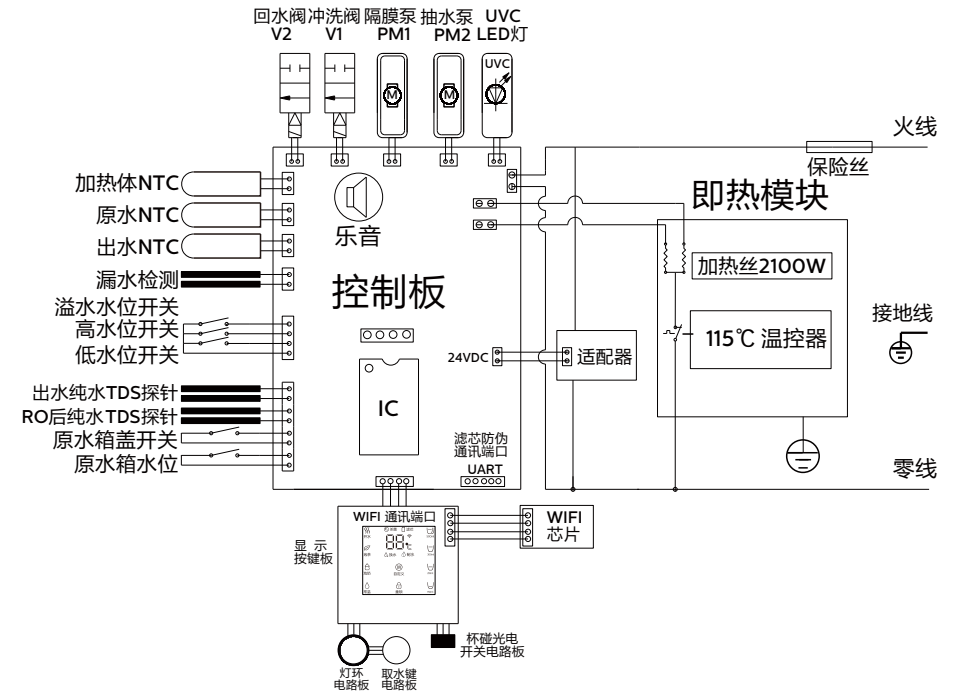 回水阀 冲洗阀 隔膜泵 抽水泵 UVC
V2 V1 PM1 PM2 LED灯
UVC
M
M
火线
保险丝
加热体NTC
原水NTC
出水NTC
漏水检测
溢水水位开关
高水位开关
低水位开关
出水纯水TDS探针
RO后纯水TDS探针
原水箱盖开关
原水箱水位
乐音
控制板
IC
24VDC
适配器
即热模块
加热丝2100W
115℃ 温控器
接地线
滤芯防伪
通讯端口
UART
零线
WIFI 通讯端口
88
℃
显 示
按键板
WIFI
芯片
灯环
电路板
取水键
电路板
杯碰光电
开关电路板